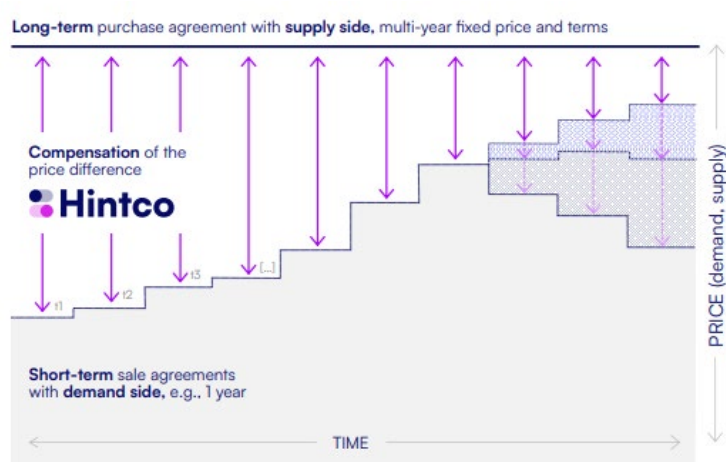 Long-term purchase agreement with supply side, multi-year fixed price and terms
Compensation of the
price difference
Hintco
t1
t2
t3
[...]
Short-term sale agreements
with demand side, e.g., 1 year
TIME
PRICE (demand, supply)